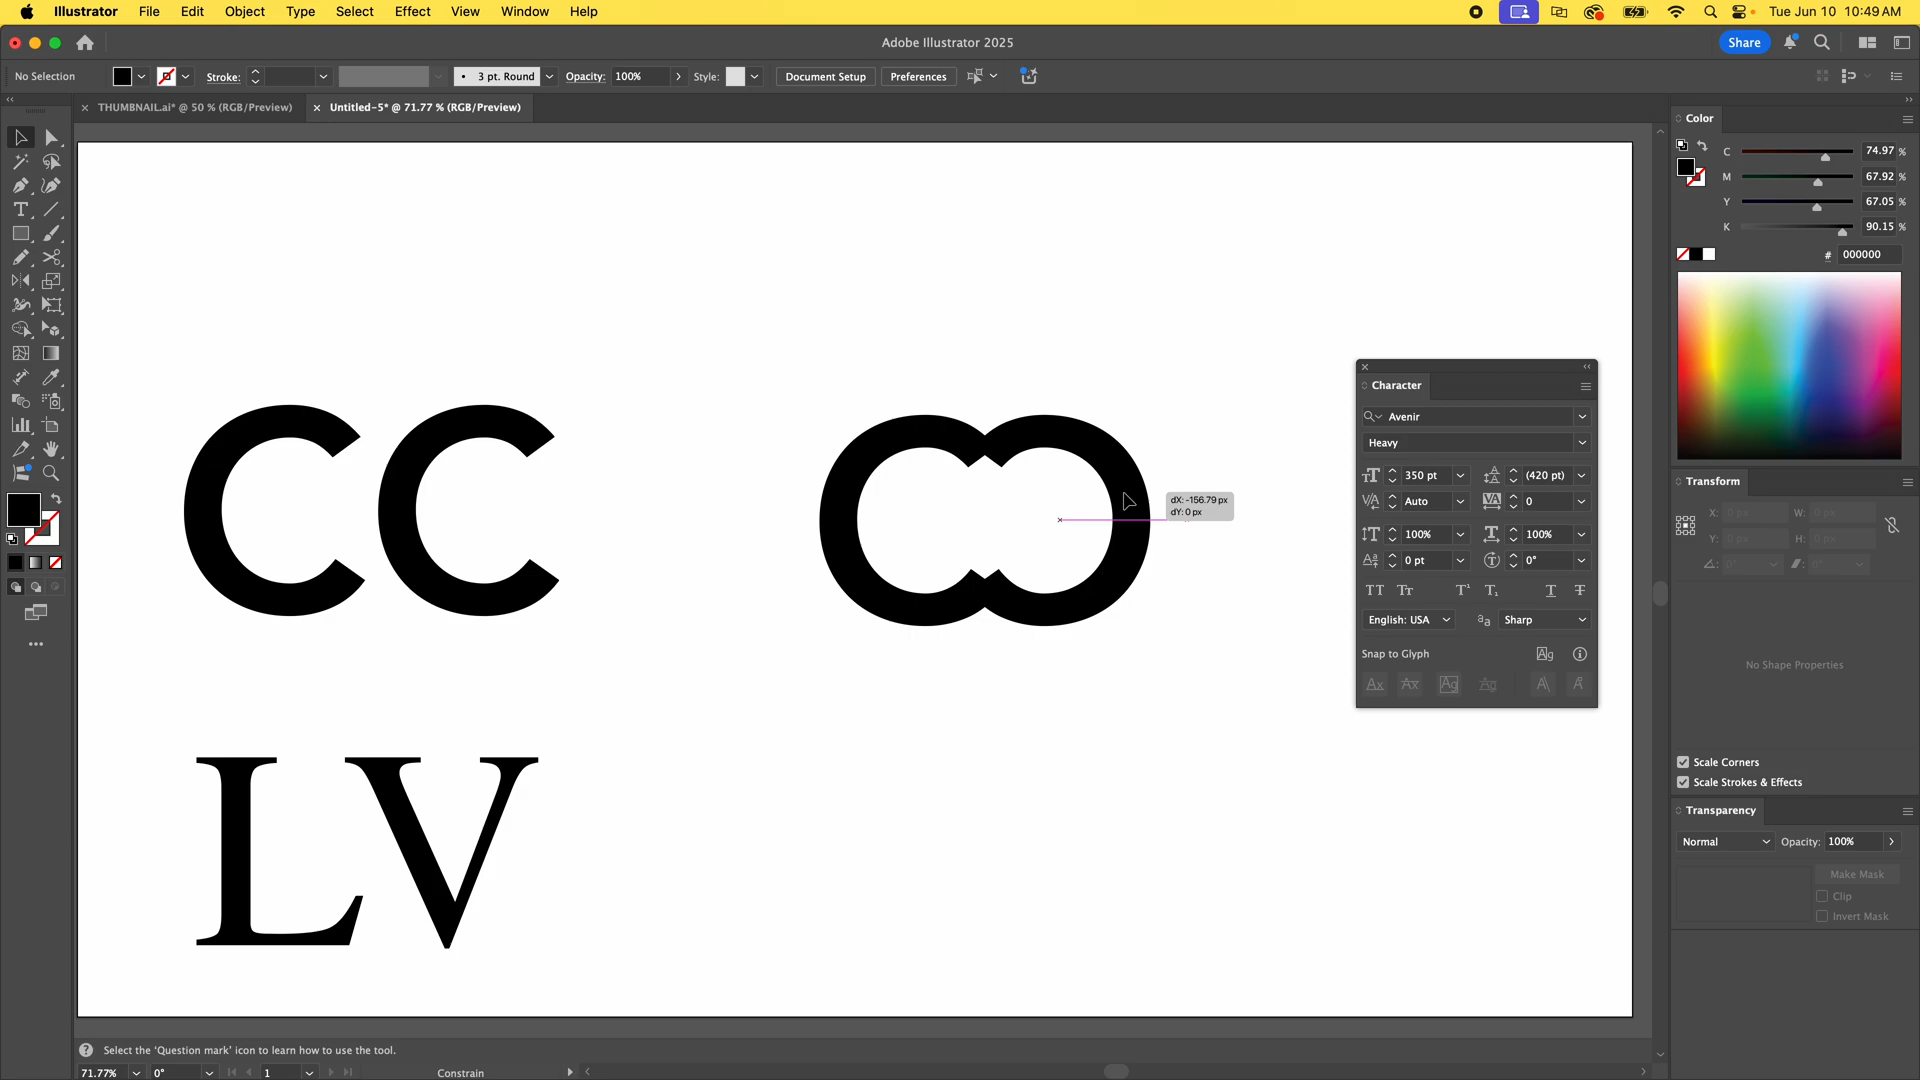 Illustrator File Edit Object Type Select Effect View Window Help
Tue Jun 10 10:49 AM
Adobe Illustrator 2025
Share
No Selection
Stroke:
3 pt. Round
Opacity: 100%
Style:
Document Setup
Preferences
THUMBNAIL.ai* @ 50 % (RGB/Preview)
Untitled-5* @ 71.77 % (RGB/Preview)
Color
C 74.97 %
M 67.92 %
Y 67.05 %
K 90.15 %
# 000000
CC
dX: -156.79 px
dY: 0 px
LV
Character
Avenir
Heavy
350 pt
(420 pt)
Auto
0
100%
100%
0 pt
0°
English: USA
Sharp
Snap to Glyph
Transform
X: 0 px W: 0 px
Y: 0 px H: 0 px
0° 0°
No Shape Properties
Scale Corners
Scale Strokes & Effects
Transparency
Normal
Opacity: 100%
Make Mask
Clip
Invert Mask
Select the 'Question mark' icon to learn how to use the tool.
71.77%
0°
1
Constrain